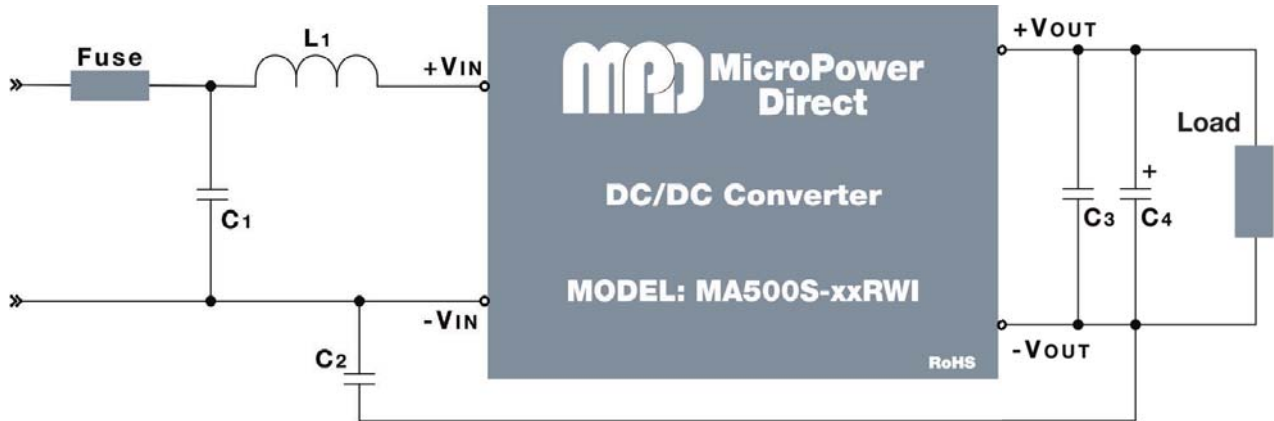 Fuse
L1
+VIN
C1
-VIN
C2
MPD MicroPower
Direct
DC/DC Converter
MODEL: MA500S-xxRWI
RoHS
+VOUT
Load
+
C3
C4
-VOUT